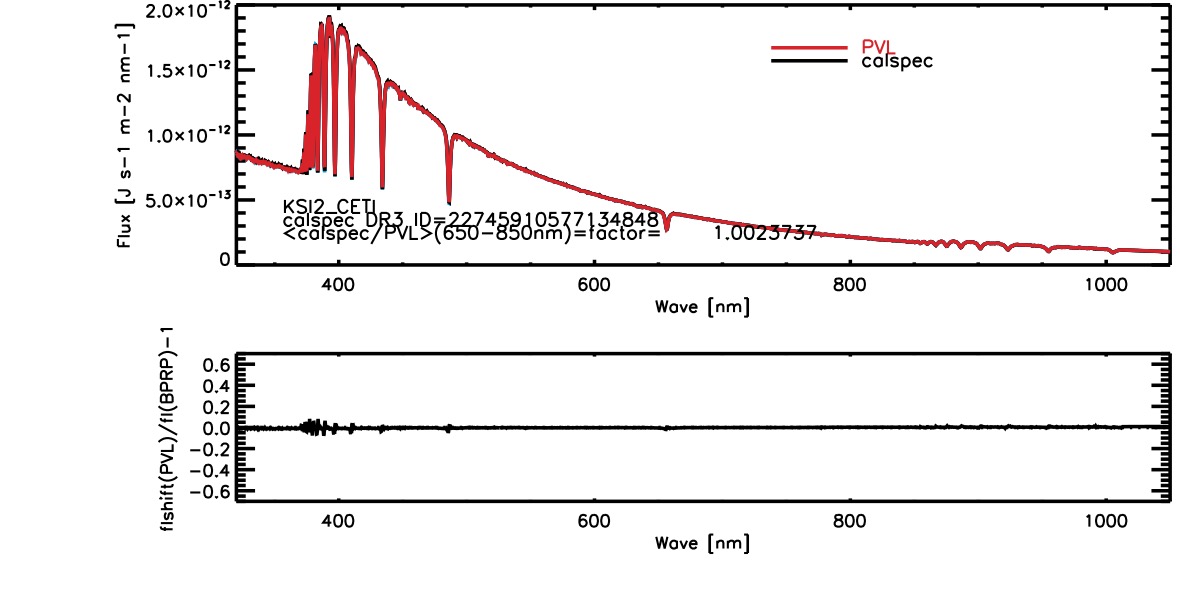 2.0×10−12
1.5×10−12
1.0×10−12
5.0×10−13
0
Flux [J s−1 m−2 nm−1]
PVL
calspec
KSI2_CETI
calspec DR3 ID=22745910577134848
<calspec/PVL>(650−850nm)=factor= 1.0023737
400 600 800 1000
Wave [nm]
flshift(PVL)/fl(BPRP)−1
0.6
0.4
0.2
0.0
−0.2
−0.4
−0.6
400 600 800 1000
Wave [nm]